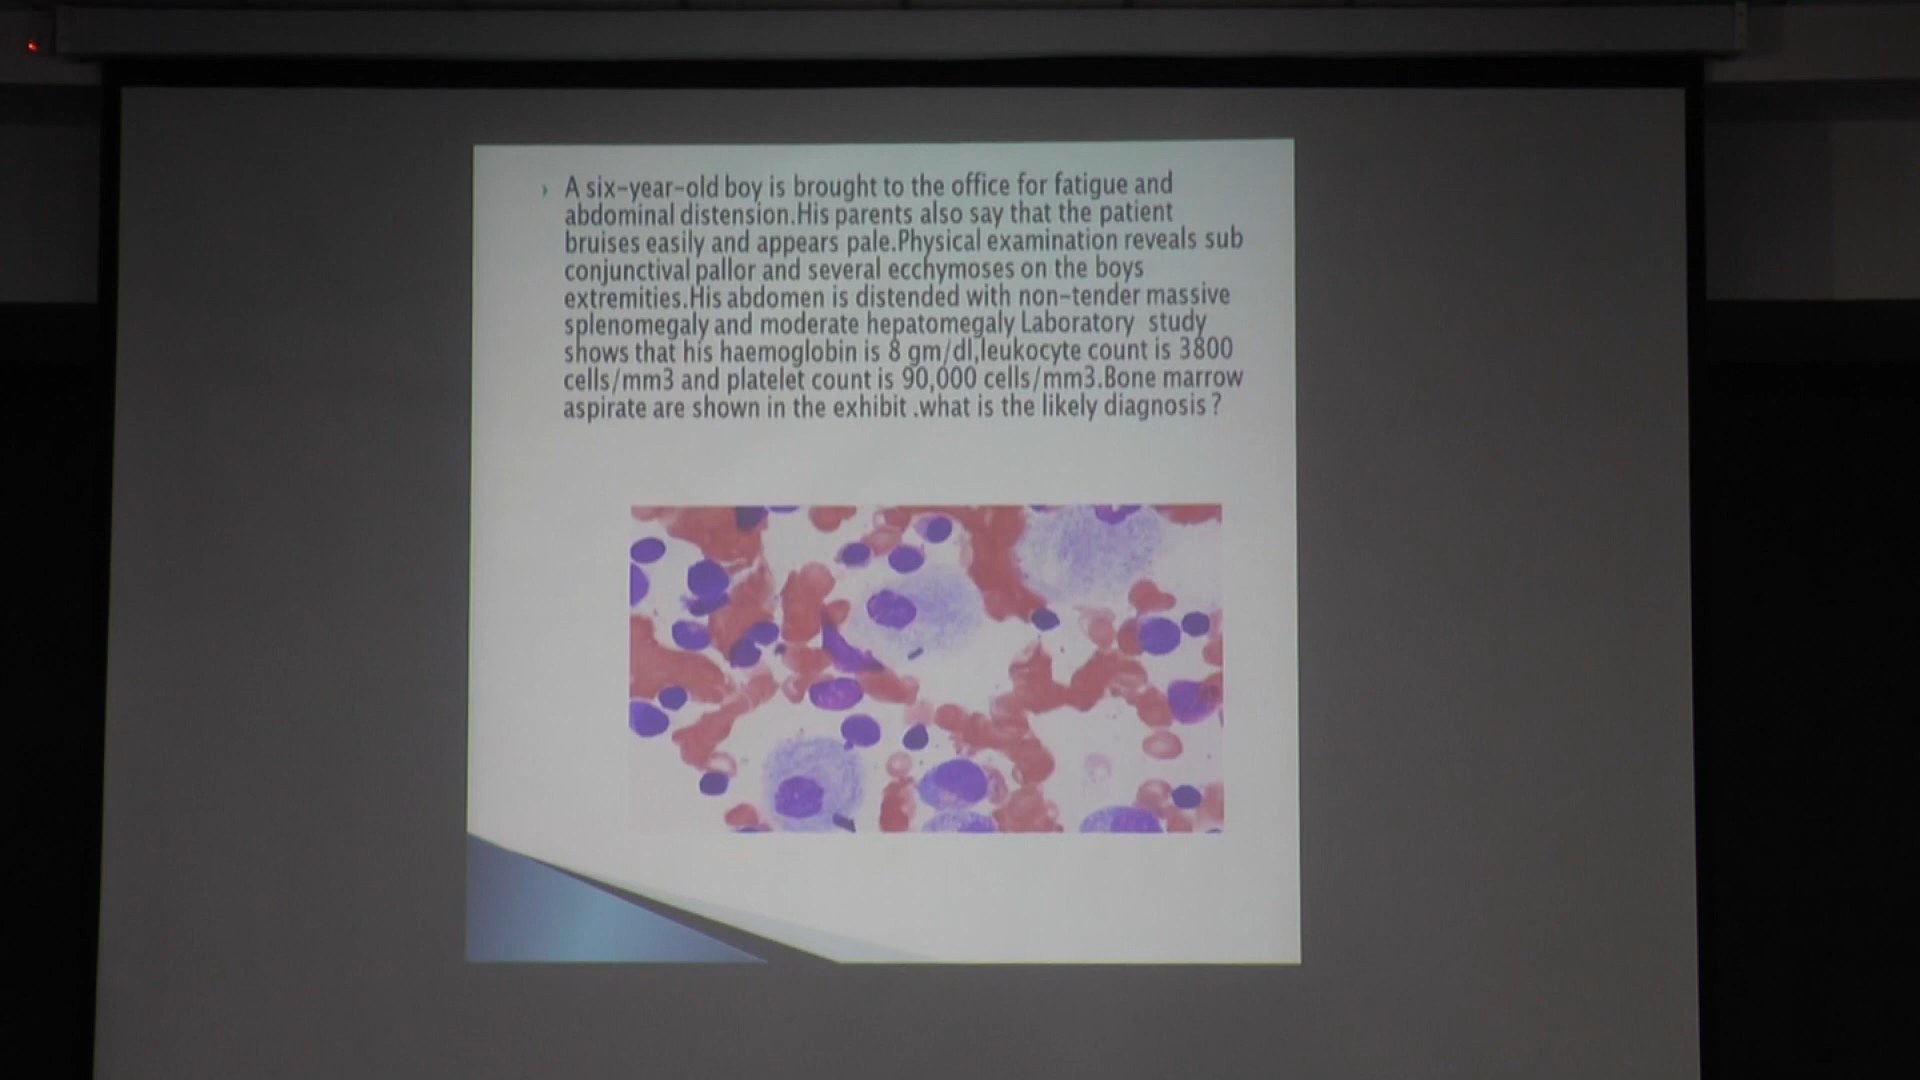 A six-year-old boy is brought to the office for fatigue and
abdominal distension.His parents also say that the patient
bruises easily and appears pale.Physical examination reveals sub
conjunctival pallor and several ecchymoses on the boys
extremities.His abdomen is distended with non-tender massive
splenomegaly and moderate hepatomegaly Laboratory study
shows that his haemoglobin is 8 gm/dl,leukocyte count is 3800
cells/mm3 and platelet count is 90,000 cells/mm3.Bone marrow
aspirate are shown in the exhibit .what is the likely diagnosis?